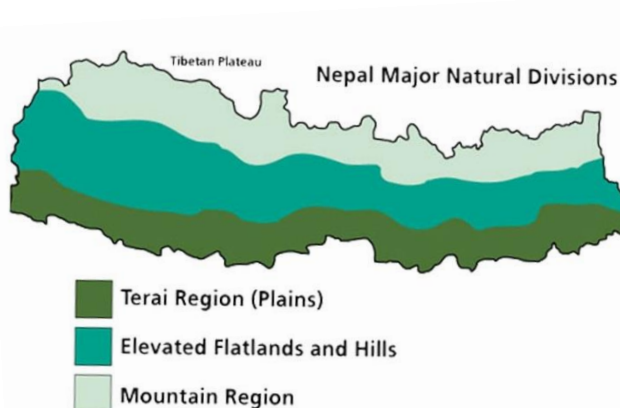 Tibetan Plateau
Nepal Major Natural Divisions
Terai Region (Plains)
Elevated Flatlands and Hills
Mountain Region